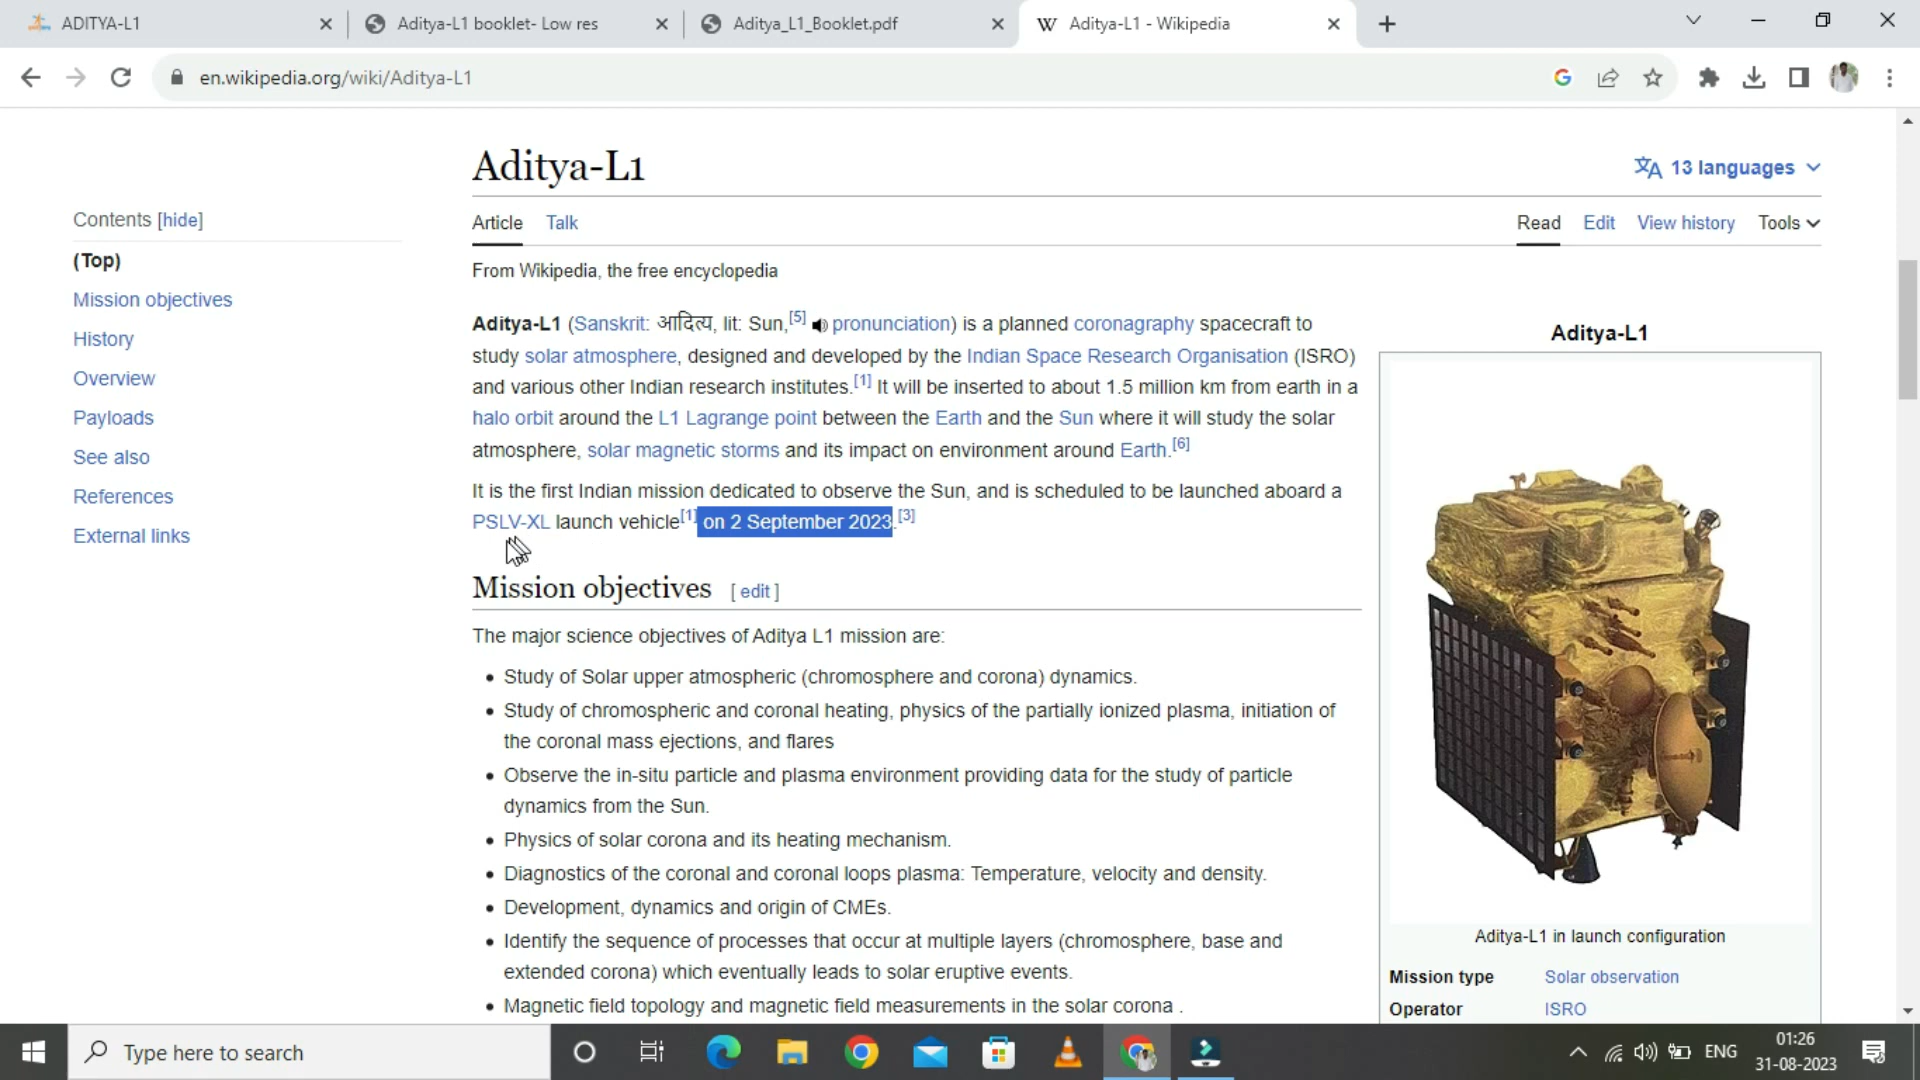 ADITYA-L1
Aditya-L1 booklet- Low res
Aditya_L1_Booklet.pdf
Aditya-L1 - Wikipedia
en.wikipedia.org/wiki/Aditya-L1
Aditya-L1
13 languages
Contents [hide]
Article Talk
Read Edit View history Tools
(Top)
From Wikipedia, the free encyclopedia
Mission objectives
History
Overview
Payloads
See also
References
External links
Aditya-L1 (Sanskrit: आदित्य, lit: Sun,[5] pronunciation) is a planned coronagraphy spacecraft to
study solar atmosphere, designed and developed by the Indian Space Research Organisation (ISRO)
and various other Indian research institutes.[1] It will be inserted to about 1.5 million km from earth in a
halo orbit around the L1 Lagrange point between the Earth and the Sun where it will study the solar
atmosphere, solar magnetic storms and its impact on environment around Earth.[6]
It is the first Indian mission dedicated to observe the Sun, and is scheduled to be launched aboard a
PSLV-XL launch vehicle[1] on 2 September 2023.[3]
Mission objectives [ edit ]
The major science objectives of Aditya L1 mission are:
• Study of Solar upper atmospheric (chromosphere and corona) dynamics.
• Study of chromospheric and coronal heating, physics of the partially ionized plasma, initiation of
the coronal mass ejections, and flares
• Observe the in-situ particle and plasma environment providing data for the study of particle
dynamics from the Sun.
• Physics of solar corona and its heating mechanism.
• Diagnostics of the coronal and coronal loops plasma: Temperature, velocity and density.
• Development, dynamics and origin of CMEs.
• Identify the sequence of processes that occur at multiple layers (chromosphere, base and
extended corona) which eventually leads to solar eruptive events.
• Magnetic field topology and magnetic field measurements in the solar corona .
Aditya-L1
Aditya-L1 in launch configuration
Mission type Solar observation
Operator ISRO
Type here to search
ENG
01:26
31-08-2023